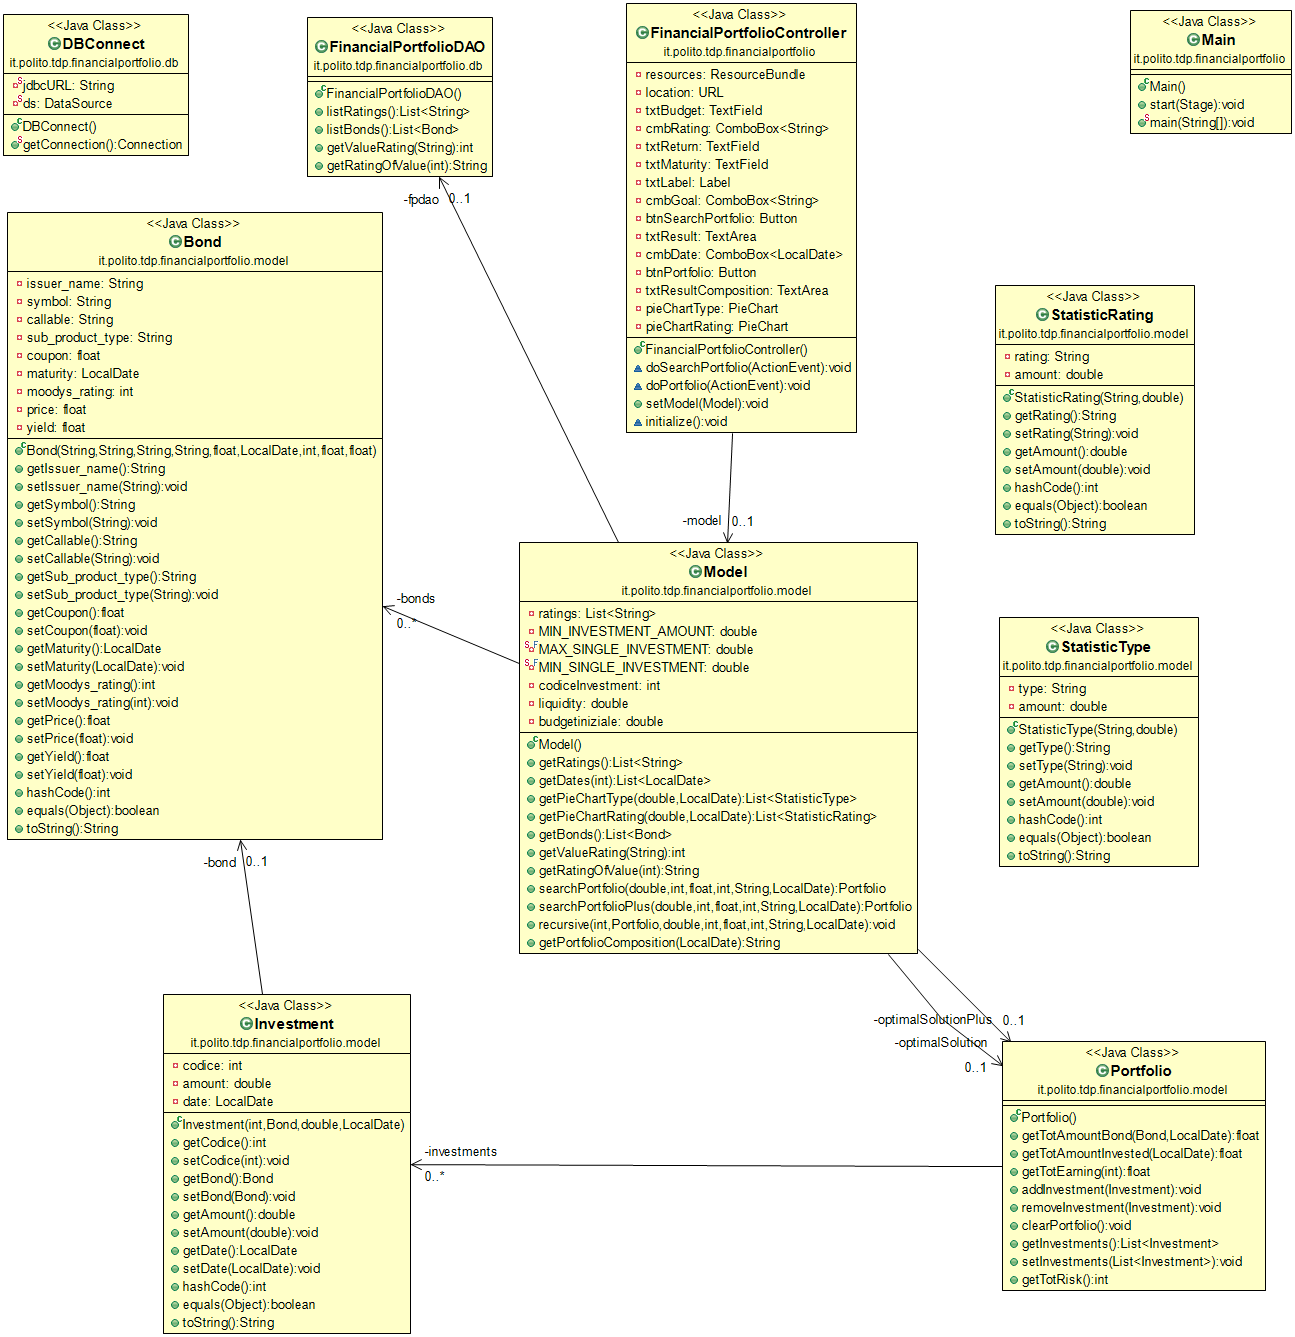 <<Java Class>>
DBConnect
it.polito.tdp.financialportfolio.db
jdbcURL: String
ds: DataSource
DBConnect()
getConnection():Connection
<<Java Class>>
FinancialPortfolioDAO
it.polito.tdp.financialportfolio.db
FinancialPortfolioDAO()
listRatings():List<String>
listBonds():List<Bond>
getValueRating(String):int
getRatingOfValue(int):String
-fpdao 0..1
<<Java Class>>
FinancialPortfolioController
it.polito.tdp.financialportfolio
resources: ResourceBundle
location: URL
txtBudget: TextField
cmbRating: ComboBox<String>
txtReturn: TextField
txtMaturity: TextField
txtLabel: Label
cmbGoal: ComboBox<String>
btnSearchPortfolio: Button
txtResult: TextArea
cmbDate: ComboBox<LocalDate>
btnPortfolio: Button
txtResultComposition: TextArea
pieChartType: PieChart
pieChartRating: PieChart
FinancialPortfolioController()
doSearchPortfolio(ActionEvent):void
doPortfolio(ActionEvent):void
setModel(Model):void
initialize():void
-model 0..1
<<Java Class>>
Main
it.polito.tdp.financialportfolio
Main()
start(Stage):void
main(String[]):void
<<Java Class>>
Bond
it.polito.tdp.financialportfolio.model
issuer_name: String
symbol: String
callable: String
sub_product_type: String
coupon: float
maturity: LocalDate
moodys_rating: int
price: float
yield: float
Bond(String,String,String,String,float,LocalDate,int,float,float)
getIssuer_name():String
setIssuer_name(String):void
getSymbol():String
setSymbol(String):void
getCallable():String
setCallable(String):void
getSub_product_type():String
setSub_product_type(String):void
getCoupon():float
setCoupon(float):void
getMaturity():LocalDate
setMaturity(LocalDate):void
getMoodys_rating():int
setMoodys_rating(int):void
getPrice():float
setPrice(float):void
getYield():float
setYield(float):void
hashCode():int
equals(Object):boolean
toString():String
-bonds
0..*
-bond 0..1
<<Java Class>>
StatisticRating
it.polito.tdp.financialportfolio.model
rating: String
amount: double
StatisticRating(String,double)
getRating():String
setRating(String):void
getAmount():double
setAmount(double):void
hashCode():int
equals(Object):boolean
toString():String
<<Java Class>>
Model
it.polito.tdp.financialportfolio.model
ratings: List<String>
MIN_INVESTMENT_AMOUNT: double
MAX_SINGLE_INVESTMENT: double
MIN_SINGLE_INVESTMENT: double
codiceInvestment: int
liquidity: double
budgetiniziale: double
Model()
getRatings():List<String>
getDates(int):List<LocalDate>
getPieChartType(double,LocalDate):List<StatisticType>
getPieChartRating(double,LocalDate):List<StatisticRating>
getBonds():List<Bond>
getValueRating(String):int
getRatingOfValue(int):String
searchPortfolio(double,int,float,int,String,LocalDate):Portfolio
searchPortfolioPlus(double,int,float,int,String,LocalDate):Portfolio
recursive(int,Portfolio,double,int,float,int,String,LocalDate):void
getPortfolioComposition(LocalDate):String
<<Java Class>>
StatisticType
it.polito.tdp.financialportfolio.model
type: String
amount: double
StatisticType(String,double)
getType():String
setType(String):void
getAmount():double
setAmount(double):void
hashCode():int
equals(Object):boolean
toString():String
-optimalSolutionPlus 0..1
-optimalSolution
0..1
<<Java Class>>
Investment
it.polito.tdp.financialportfolio.model
codice: int
amount: double
date: LocalDate
Investment(int,Bond,double,LocalDate)
getCodice():int
setCodice(int):void
getBond():Bond
setBond(Bond):void
getAmount():double
setAmount(double):void
getDate():LocalDate
setDate(LocalDate):void
hashCode():int
equals(Object):boolean
toString():String
-investments
0..*
<<Java Class>>
Portfolio
it.polito.tdp.financialportfolio.model
Portfolio()
getTotAmountBond(Bond,LocalDate):float
getTotAmountInvested(LocalDate):float
getTotEarning(int):float
addInvestment(Investment):void
removeInvestment(Investment):void
clearPortfolio():void
getInvestments():List<Investment>
setInvestments(List<Investment>):void
getTotRisk():int